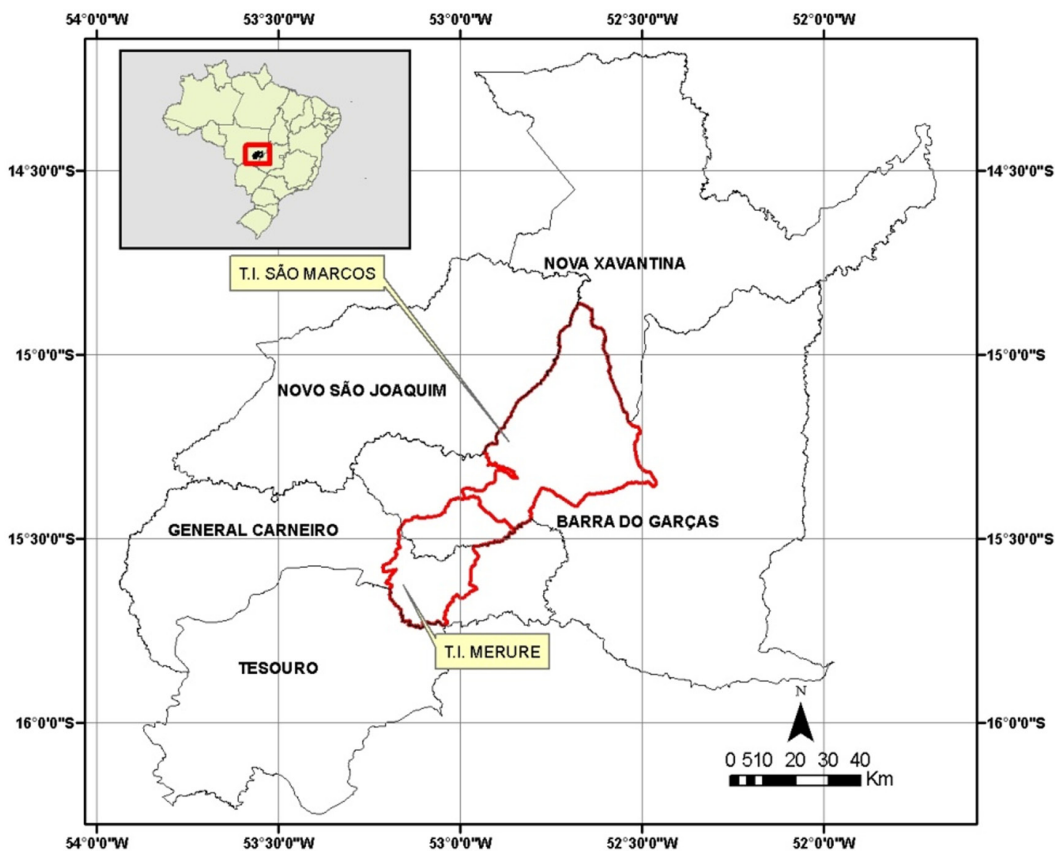 54°0'0"W 53°30'0"W 53°0'0"W 52°30'0"W 52°0'0"W
14°30'0"S 14°30'0"S
NOVA XAVANTINA
T.I. SÃO MARCOS
15°0'0"S 15°0'0"S
NOVO SÃO JOAQUIM
BARRA DO GARÇAS
GENERAL CARNEIRO
15°30'0"S 15°30'0"S
T.I. MERURE
TESOURO
N
16°0'0"S 16°0'0"S
0 510 20 30 40
Km
54°0'0"W 53°30'0"W 53°0'0"W 52°30'0"W 52°0'0"W